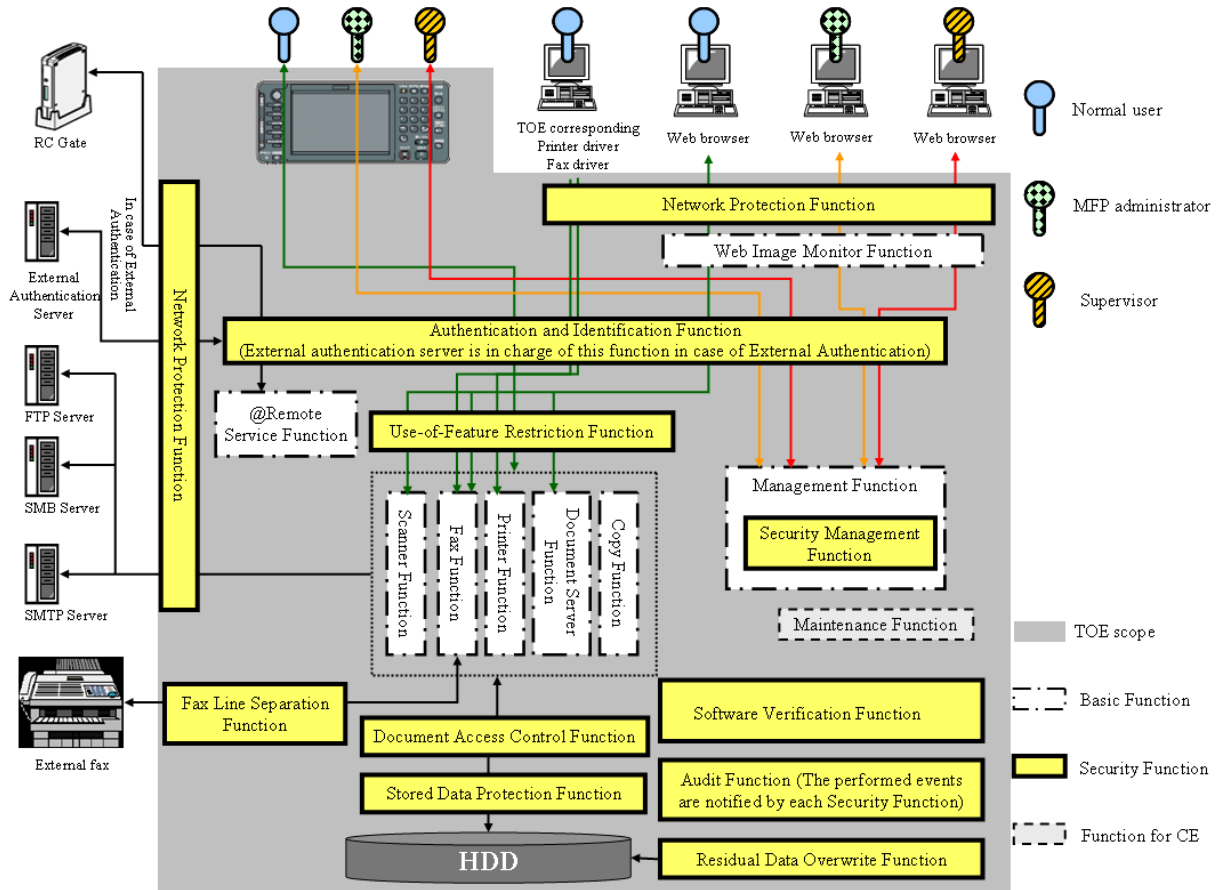 RC Gate
TOE corresponding
Printer driver
Fax driver
Web browser
Web browser
Web browser
Normal user
MFP administrator
Supervisor
In case of External
Authentication
External
Authentication
Server
FTP Server
SMB Server
SMTP Server
External fax
Network Protection Function
Network Protection Function
Web Image Monitor Function
Authentication and Identification Function
(External authentication server is in charge of this function in case of External Authentication)
@Remote
Service Function
Use-of-Feature Restriction Function
Scanner Function
Fax Function
Printer Function
Document Server
Function
Copy Function
Management Function
Security Management
Function
Maintenance Function
Fax Line Separation
Function
Document Access Control Function
Stored Data Protection Function
HDD
Software Verification Function
Audit Function (The performed events
are notified by each Security Function)
Residual Data Overwrite Function
TOE scope
Basic Function
Security Function
Function for CE